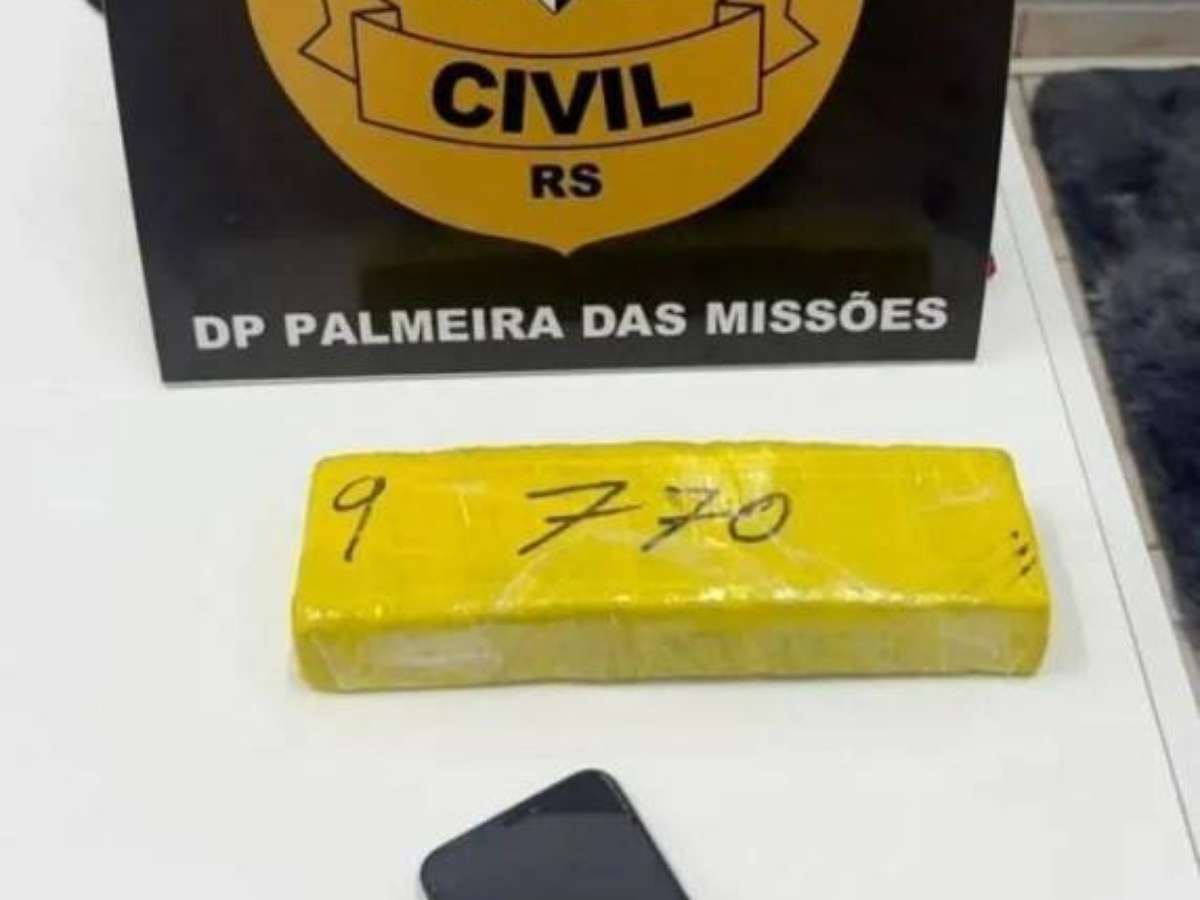 CIVIL
RS
DP PALMEIRA DAS MISSÕES
9 770